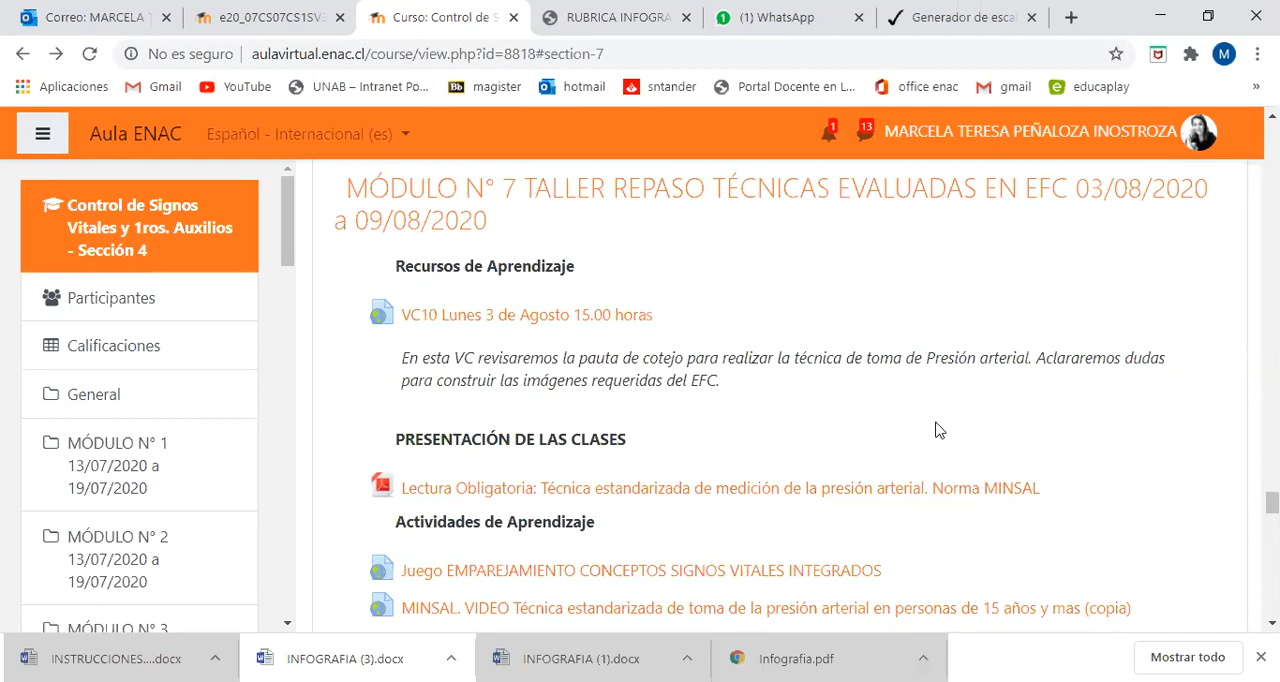 Correo: MARCELA T
e20_07CS07CS1SV3
Curso: Control de S
RUBRICA INFOGRA
(1) WhatsApp
Generador de escal
No es seguro
aulavirtual.enac.cl/course/view.php?id=8818#section-7
M
Aplicaciones
Gmail
YouTube
UNAB – Intranet Po...
Bb magister
hotmail
sntander
Portal Docente en L...
office enac
gmail
educaplay
»
Aula ENAC
Español - Internacional (es)
1
13
MARCELA TERESA PEÑALOZA INOSTROZA
Control de Signos
Vitales y 1ros. Auxilios
- Sección 4
Participantes
Calificaciones
General
MÓDULO N° 1
13/07/2020 a
19/07/2020
MÓDULO N° 2
13/07/2020 a
19/07/2020
MÓDULO N° 3
MÓDULO N° 7 TALLER REPASO TÉCNICAS EVALUADAS EN EFC 03/08/2020
a 09/08/2020
Recursos de Aprendizaje
VC10 Lunes 3 de Agosto 15.00 horas
En esta VC revisaremos la pauta de cotejo para realizar la técnica de toma de Presión arterial. Aclararemos dudas
para construir las imágenes requeridas del EFC.
PRESENTACIÓN DE LAS CLASES
Lectura Obligatoria: Técnica estandarizada de medición de la presión arterial. Norma MINSAL
Actividades de Aprendizaje
Juego EMPAREJAMIENTO CONCEPTOS SIGNOS VITALES INTEGRADOS
MINSAL. VIDEO Técnica estandarizada de toma de la presión arterial en personas de 15 años y mas (copia)
INSTRUCCIONES....docx
INFOGRAFIA (3).docx
INFOGRAFIA (1).docx
Infografia.pdf
Mostrar todo